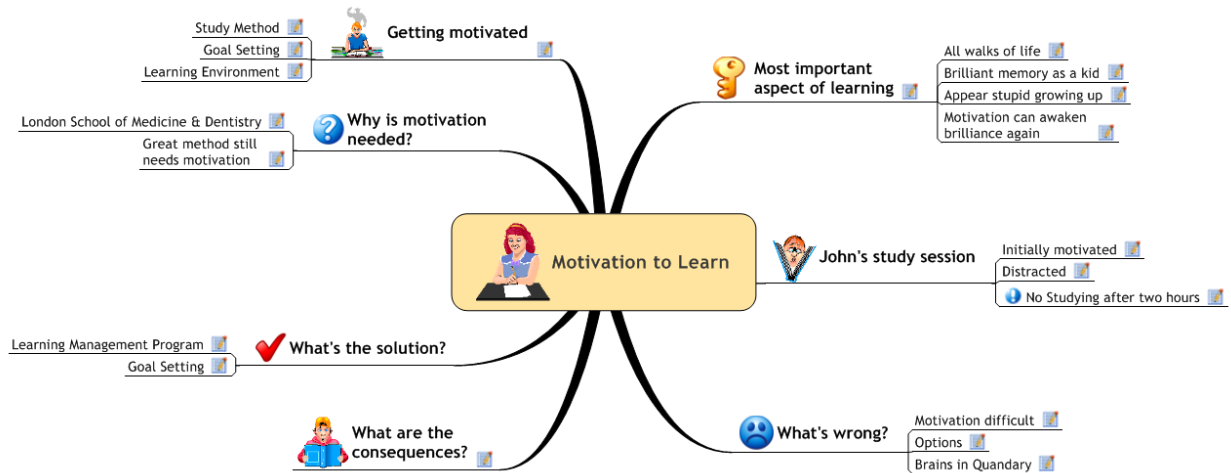 Motivation to Learn
Most important
aspect of learning
All walks of life
Brilliant memory as a kid
Appear stupid growing up
Motivation can awaken
brilliance again
John's study session
Initially motivated
Distracted
No Studying after two hours
What's wrong?
Motivation difficult
Options
Brains in Quandary
What are the
consequences?
What's the solution?
Learning Management Program
Goal Setting
Why is motivation
needed?
London School of Medicine & Dentistry
Great method still
needs motivation
Getting motivated
Study Method
Goal Setting
Learning Environment